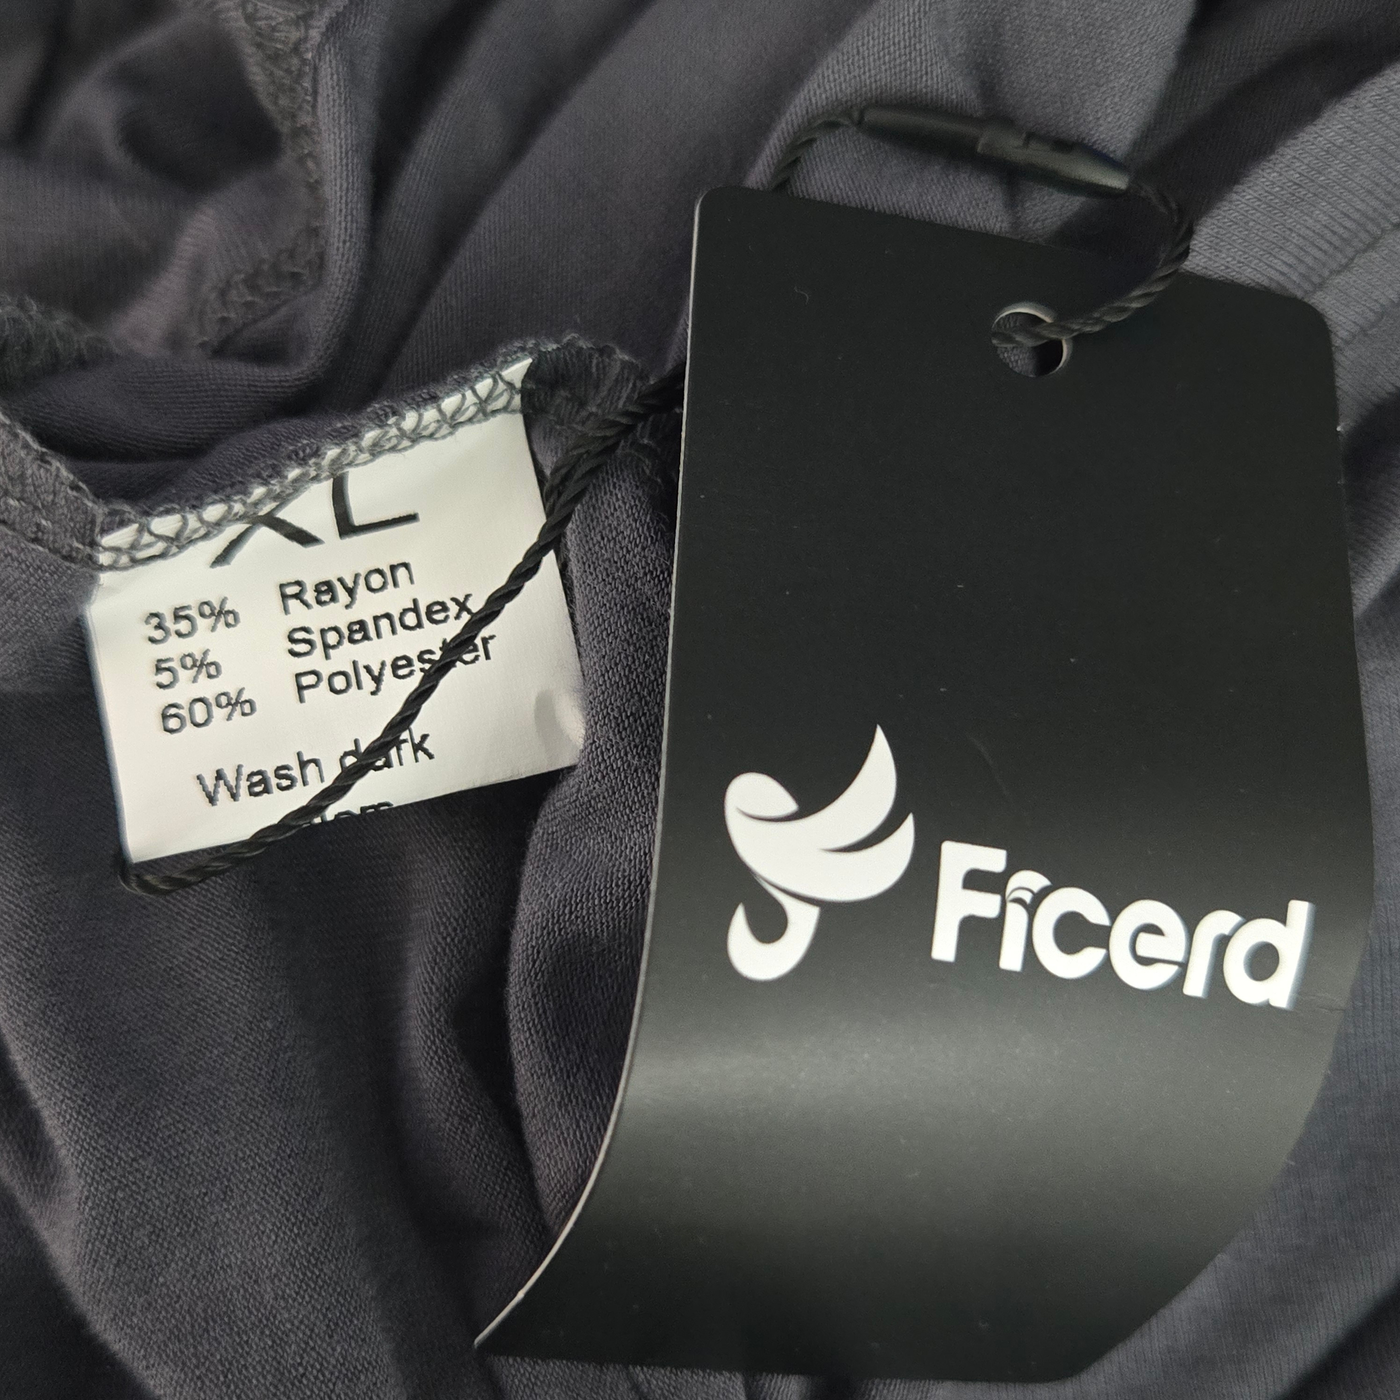 XL
35% Rayon
5% Spandex
60% Polyester
Wash dark
Ficerd